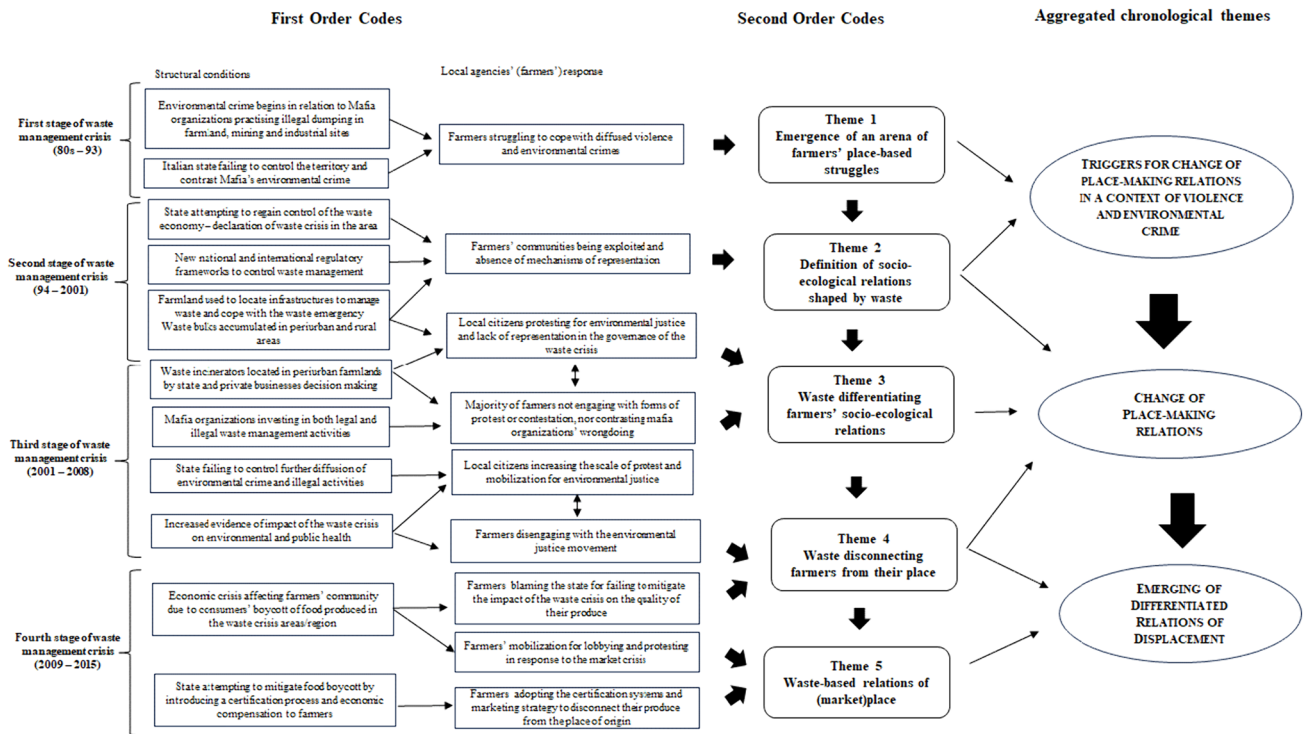 First Order Codes
Second Order Codes
Aggregated chronological themes
Structural conditions
Local agencies' (farmers') response
First stage of waste
management crisis
(80s – 93)
Environmental crime begins in relation to Mafia
organizations practising illegal dumping in
farmland, mining and industrial sites
Italian state failing to control the territory and
contrast Mafia's environmental crime
Farmers struggling to cope with diffused violence
and environmental crimes
Theme 1
Emergence of an arena of
farmers' place-based
struggles
TRIGGERS FOR CHANGE OF
PLACE-MAKING RELATIONS
IN A CONTEXT OF VIOLENCE
AND ENVIRONMENTAL
CRIME
Second stage of waste
management crisis
(94 – 2001)
State attempting to regain control of the waste
economy – declaration of waste crisis in the area
New national and international regulatory
frameworks to control waste management
Farmland used to locate infrastructures to manage
waste and cope with the waste emergency
Waste bulks accumulated in periurban and rural
areas
Farmers' communities being exploited and
absence of mechanisms of representation
Local citizens protesting for environmental justice
and lack of representation in the governance of the
waste crisis
Theme 2
Definition of socio-
ecological relations
shaped by waste
Third stage of waste
management crisis
(2001 – 2008)
Waste incinerators located in periurban farmlands
by state and private businesses decision making
Mafia organizations investing in both legal and
illegal waste management activities
State failing to control further diffusion of
environmental crime and illegal activities
Increased evidence of impact of the waste crisis
on environmental and public health
Majority of farmers not engaging with forms of
protest or contestation, nor contrasting mafia
organizations' wrongdoing
Local citizens increasing the scale of protest and
mobilization for environmental justice
Farmers disengaging with the environmental
justice movement
Theme 3
Waste differentiating
farmers' socio-ecological
relations
CHANGE OF
PLACE-MAKING
RELATIONS
Theme 4
Waste disconnecting
farmers from their place
Fourth stage of waste
management crisis
(2009 – 2015)
Economic crisis affecting farmers' community
due to consumers' boycott of food produced in
the waste crisis areas/region
State attempting to mitigate food boycott by
introducing a certification process and economic
compensation to farmers
Farmers blaming the state for failing to mitigate
the impact of the waste crisis on the quality of
their produce
Farmers' mobilization for lobbying and protesting
in response to the market crisis
Farmers adopting the certification systems and
marketing strategy to disconnect their produce
from the place of origin
Theme 5
Waste-based relations of
(market)place
EMERGING OF
DIFFERENTIATED
RELATIONS OF
DISPLACEMENT